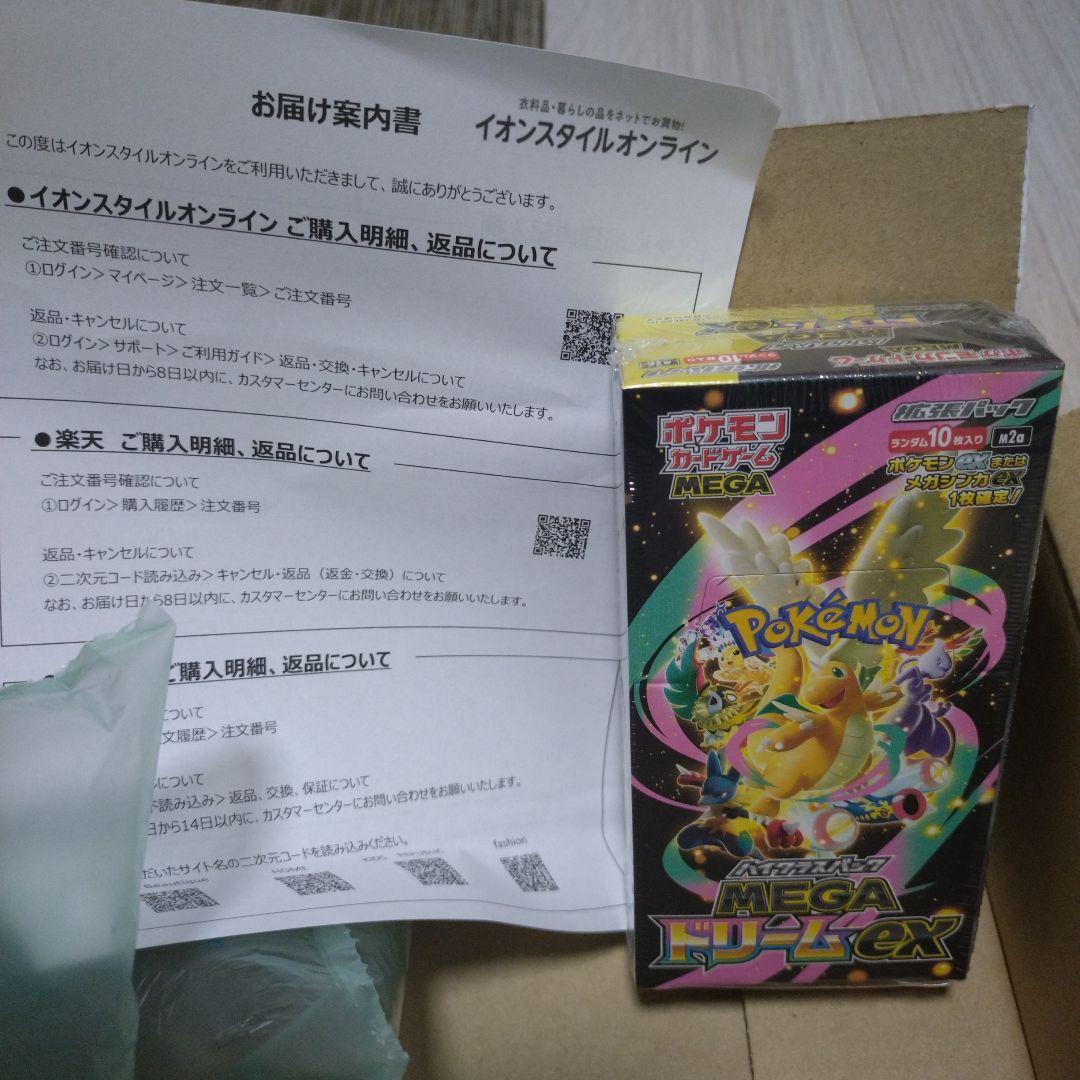 お届け案内書
衣料品・暮らしの品をネットでお買物!
イオンスタイルオンライン
この度はイオンスタイルオンラインをご利用いただきまして、誠にありがとうございます。
●イオンスタイルオンライン ご購入明細、返品について
ご注文番号確認について
①ログイン＞マイページ＞注文一覧＞ご注文番号
返品・キャンセルについて
②ログイン＞サポート＞ご利用ガイド＞返品・交換・キャンセルについて
なお、お届け日から8日以内に、カスタマーセンターにお問い合わせをお願いいたします。
●楽天 ご購入明細、返品について
ご注文番号確認について
①ログイン＞購入履歴＞注文番号
返品・キャンセルについて
②二次元コード読み込み＞キャンセル・返品（返金・交換）について
なお、お届け日から8日以内に、カスタマーセンターにお問い合わせをお願いいたします。
ご購入明細、返品について
ついて
文履歴＞注文番号
について
読み込み＞返品、交換、保証について
日から14日以内に、カスタマーセンターにお問い合わせをお願いいたします。
だいたサイト名の二次元コードを読み込みください。
Beautique
HOME
KIDS REPUBLIC
fashion
ポケモンカードゲーム
ランダム10枚入り
ポケモン
カードゲーム
MEGA
拡張パック
ランダム10枚入り
m2a
ポケモンexまたは
メガシンカex
1枚確定!
POKéMON
ハイクラスパック
MEGA
ドリームex